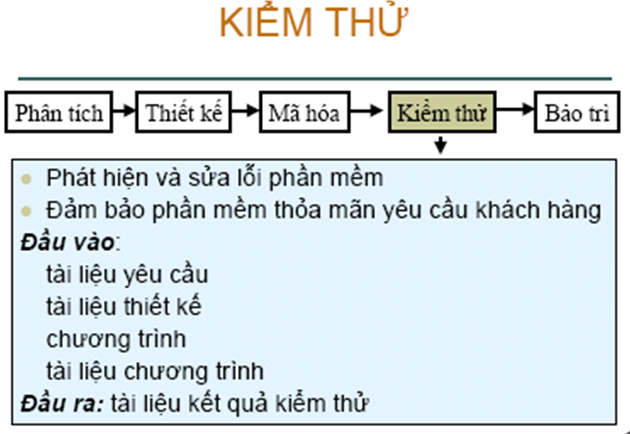 KIỂM THỬ
Phân tích Thiết kế Mã hóa Kiểm thử Bảo trì
Phát hiện và sửa lỗi phần mềm
Đảm bảo phần mềm thỏa mãn yêu cầu khách hàng
Đầu vào:
tài liệu yêu cầu
tài liệu thiết kế
chương trình
tài liệu chương trình
Đầu ra: tài liệu kết quả kiểm thử